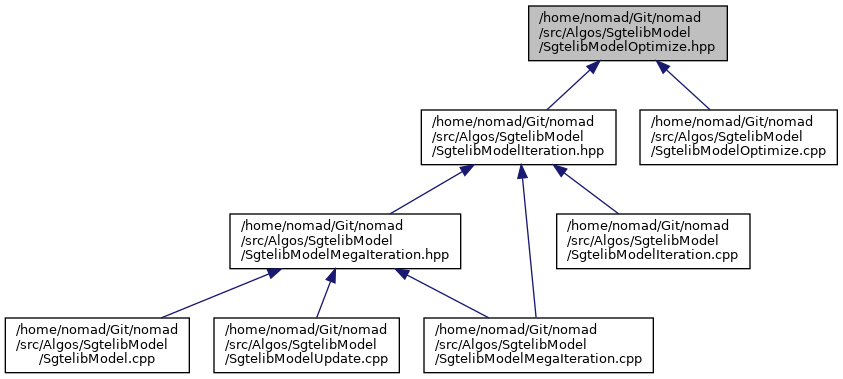 /home/nomad/Git/nomad
/src/Algos/SgtelibModel
/SgtelibModelOptimize.hpp
/home/nomad/Git/nomad
/src/Algos/SgtelibModel
/SgtelibModelIteration.hpp
/home/nomad/Git/nomad
/src/Algos/SgtelibModel
/SgtelibModelOptimize.cpp
/home/nomad/Git/nomad
/src/Algos/SgtelibModel
/SgtelibModelMegaIteration.hpp
/home/nomad/Git/nomad
/src/Algos/SgtelibModel
/SgtelibModelIteration.cpp
/home/nomad/Git/nomad
/src/Algos/SgtelibModel
/SgtelibModel.cpp
/home/nomad/Git/nomad
/src/Algos/SgtelibModel
/SgtelibModelUpdate.cpp
/home/nomad/Git/nomad
/src/Algos/SgtelibModel
/SgtelibModelMegaIteration.cpp